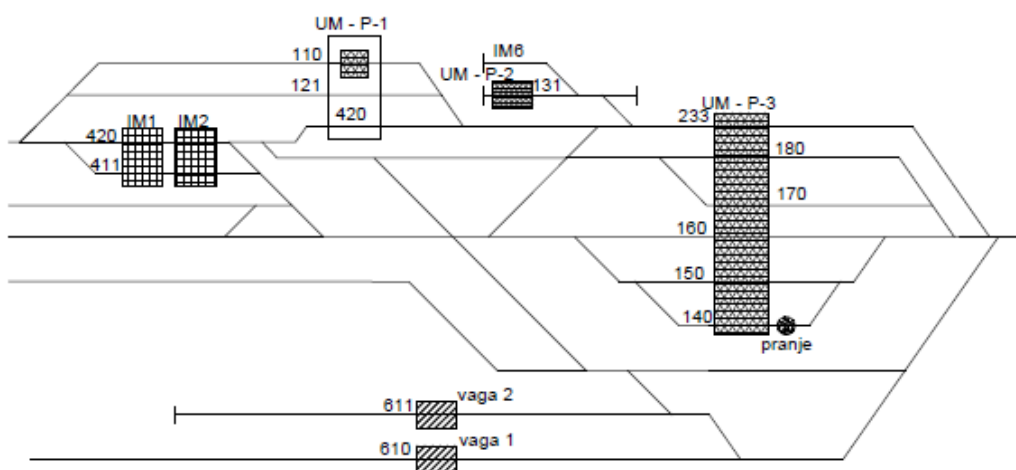 UM - P-1
110
IM6
UM - P-2
121
131
420
UM - P-3
233
IM1
IM2
420
411
180
170
160
150
140
pranje
611
vaga 2
610
vaga 1